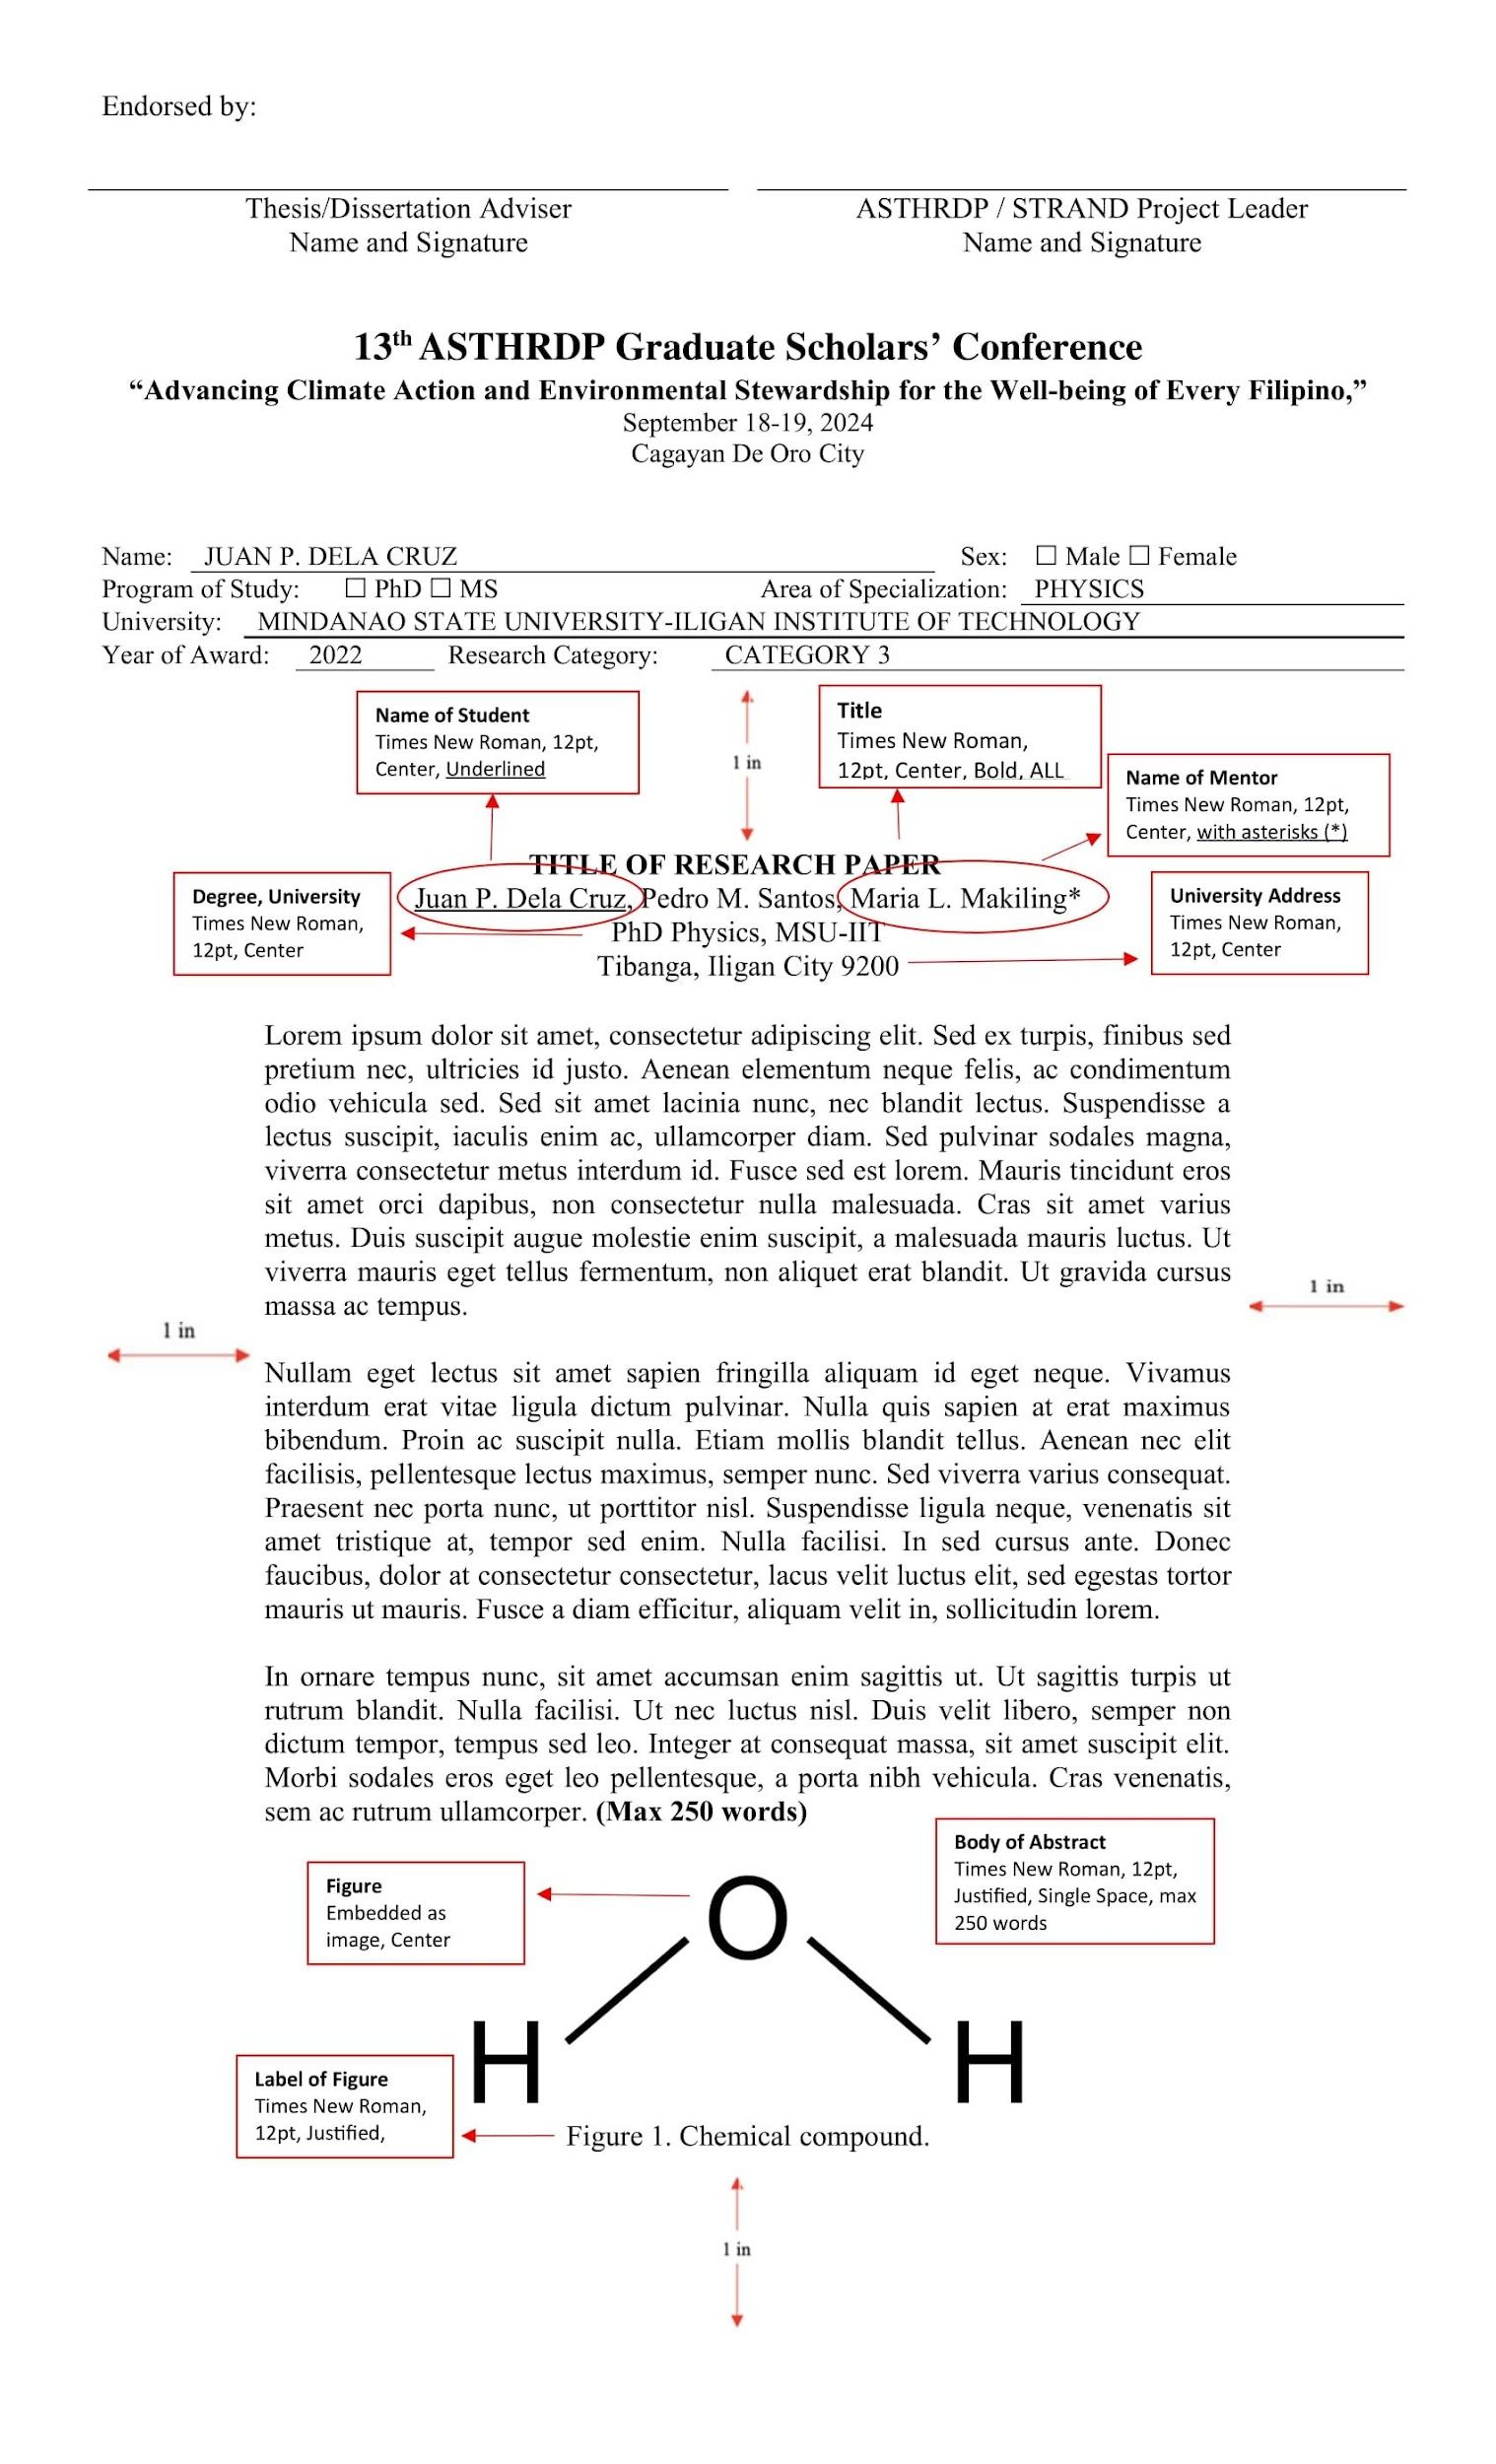 Endorsed by:
Thesis/Dissertation Adviser
Name and Signature
ASTHRDP / STRAND Project Leader
Name and Signature
13th ASTHRDP Graduate Scholars’ Conference
“Advancing Climate Action and Environmental Stewardship for the Well-being of Every Filipino,”
September 18-19, 2024
Cagayan De Oro City
Name: JUAN P. DELA CRUZ Sex: ☐ Male ☐ Female
Program of Study: ☐ PhD ☐ MS Area of Specialization: PHYSICS
University: MINDANAO STATE UNIVERSITY-ILIGAN INSTITUTE OF TECHNOLOGY
Year of Award: 2022 Research Category: CATEGORY 3
Name of Student
Times New Roman, 12pt,
Center, Underlined
1 in
Title
Times New Roman,
12pt, Center, Bold, ALL
Name of Mentor
Times New Roman, 12pt,
Center, with asterisks (*)
TITLE OF RESEARCH PAPER
Juan P. Dela Cruz, Pedro M. Santos, Maria L. Makiling*
PhD Physics, MSU-IIT
Tibanga, Iligan City 9200
Degree, University
Times New Roman,
12pt, Center
University Address
Times New Roman,
12pt, Center
Lorem ipsum dolor sit amet, consectetur adipiscing elit. Sed ex turpis, finibus sed
pretium nec, ultricies id justo. Aenean elementum neque felis, ac condimentum
odio vehicula sed. Sed sit amet lacinia nunc, nec blandit lectus. Suspendisse a
lectus suscipit, iaculis enim ac, ullamcorper diam. Sed pulvinar sodales magna,
viverra consectetur metus interdum id. Fusce sed est lorem. Mauris tincidunt eros
sit amet orci dapibus, non consectetur nulla malesuada. Cras sit amet varius
metus. Duis suscipit augue molestie enim suscipit, a malesuada mauris luctus. Ut
viverra mauris eget tellus fermentum, non aliquet erat blandit. Ut gravida cursus
massa ac tempus.
1 in
1 in
Nullam eget lectus sit amet sapien fringilla aliquam id eget neque. Vivamus
interdum erat vitae ligula dictum pulvinar. Nulla quis sapien at erat maximus
bibendum. Proin ac suscipit nulla. Etiam mollis blandit tellus. Aenean nec elit
facilisis, pellentesque lectus maximus, semper nunc. Sed viverra varius consequat.
Praesent nec porta nunc, ut porttitor nisl. Suspendisse ligula neque, venenatis sit
amet tristique at, tempor sed enim. Nulla facilisi. In sed cursus ante. Donec
faucibus, dolor at consectetur consectetur, lacus velit luctus elit, sed egestas tortor
mauris ut mauris. Fusce a diam efficitur, aliquam velit in, sollicitudin lorem.
In ornare tempus nunc, sit amet accumsan enim sagittis ut. Ut sagittis turpis ut
rutrum blandit. Nulla facilisi. Ut nec luctus nisl. Duis velit libero, semper non
dictum tempor, tempus sed leo. Integer at consequat massa, sit amet suscipit elit.
Morbi sodales eros eget leo pellentesque, a porta nibh vehicula. Cras venenatis,
sem ac rutrum ullamcorper. (Max 250 words)
Body of Abstract
Times New Roman, 12pt,
Justified, Single Space, max
250 words
Figure
Embedded as
image, Center
O
H H
Label of Figure
Times New Roman,
12pt, Justified,
Figure 1. Chemical compound.
1 in